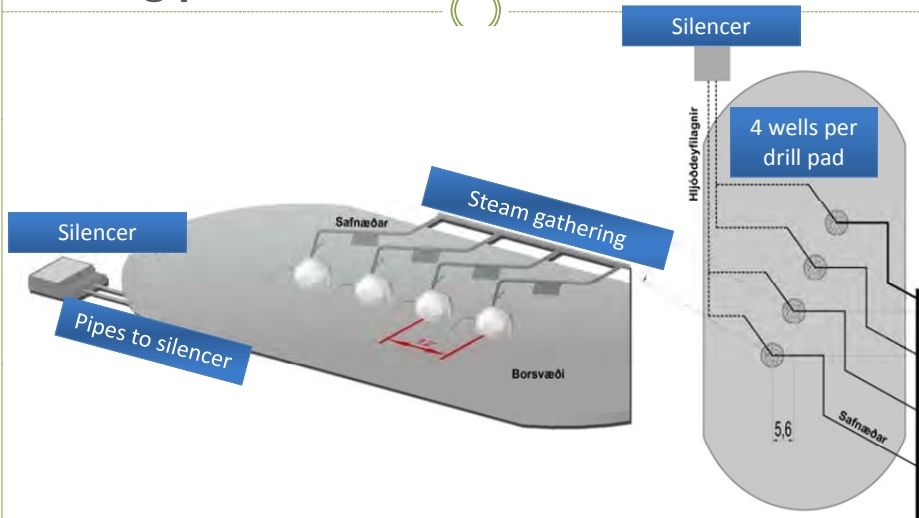 Silencer
4 wells per
drill pad
Hljóðdeyfilagnir
Safnæðar
Steam gathering
Silencer
Pipes to silencer
Borsvæði
5,6
Safnæðar